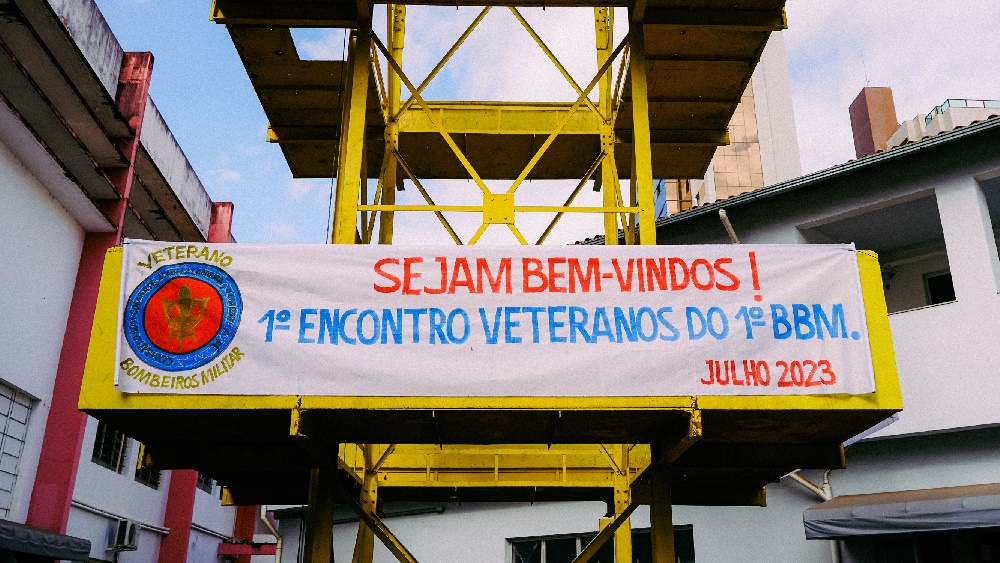 VETERANO
BOMBEIROS MILITAR
SEJAM BEM-VINDOS!
1º ENCONTRO VETERANOS DO 1º BBM.
JULHO 2023